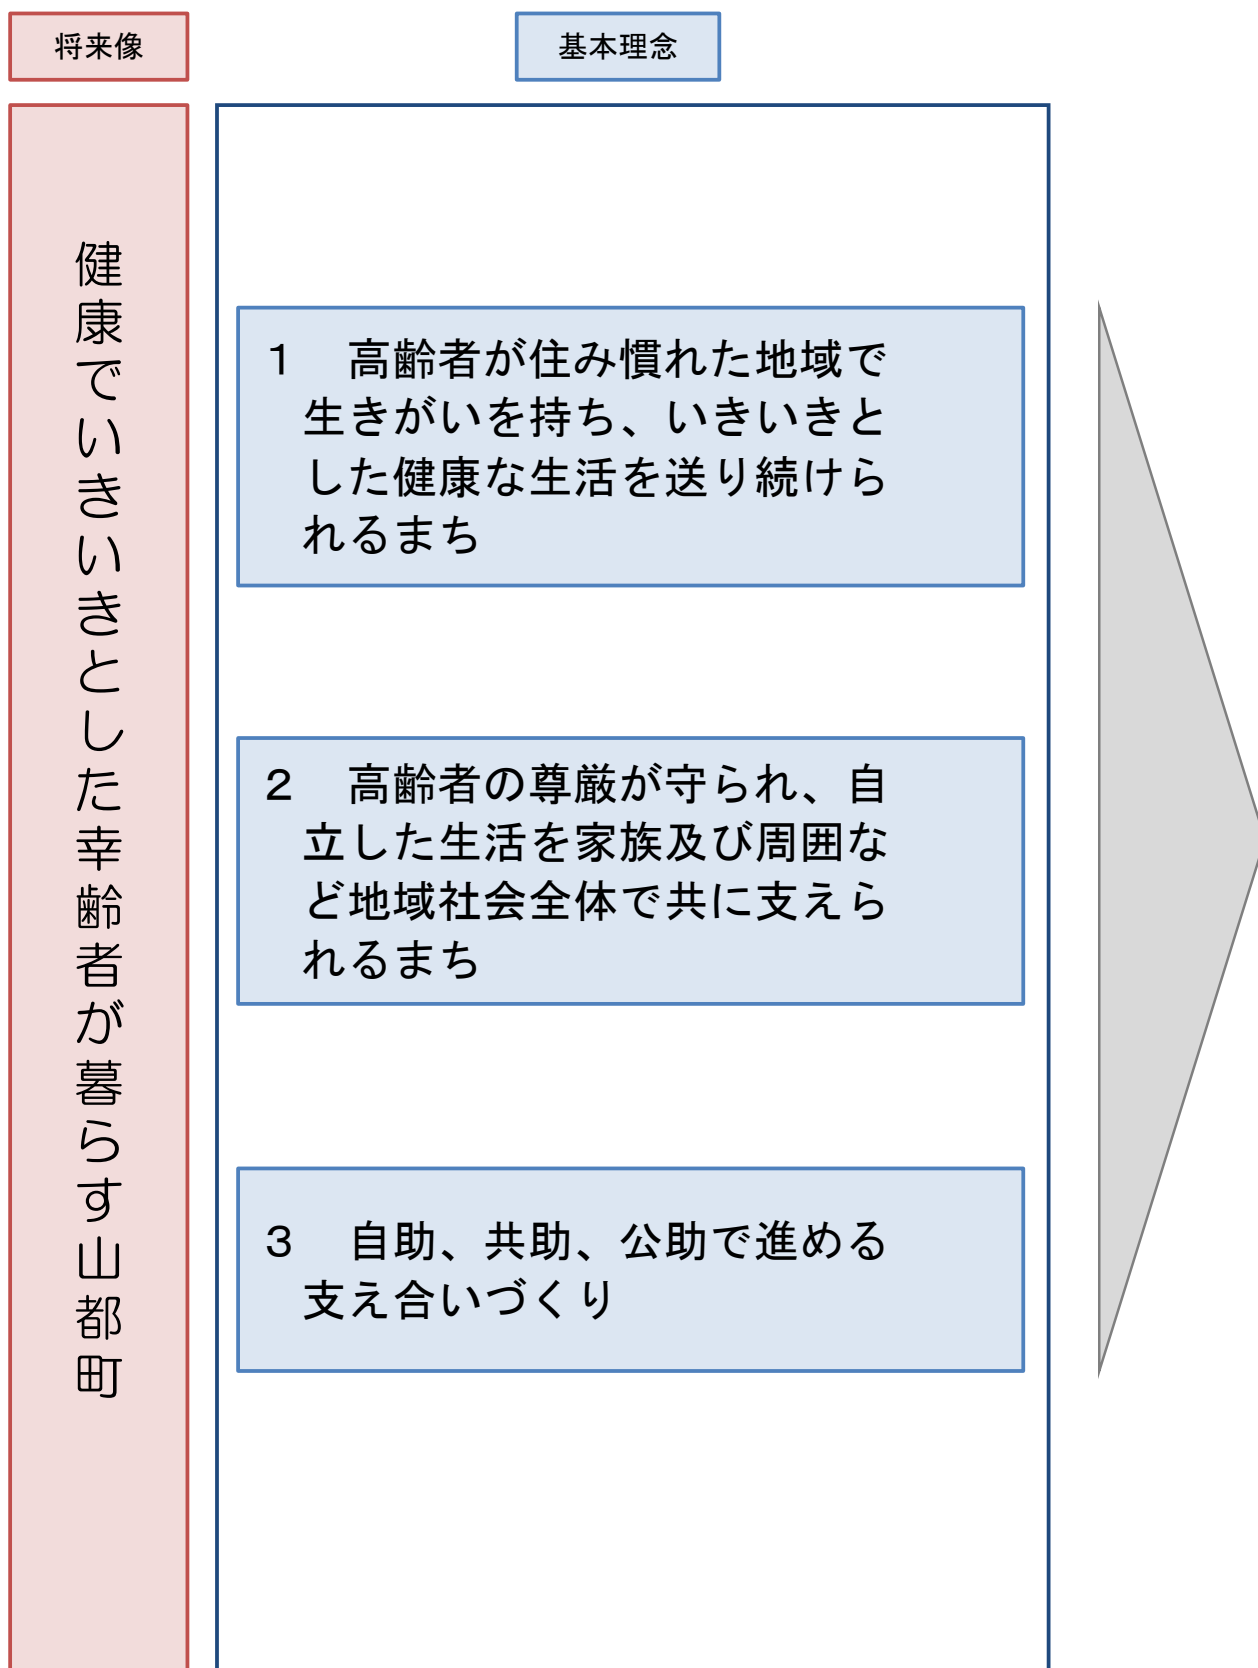 将来像
基本理念
健康でいきいきとした幸齢者が暮らす山都町
１　高齢者が住み慣れた地域で
生きがいを持ち、いきいきと
した健康な生活を送り続けら
れるまち
２　高齢者の尊厳が守られ、自
立した生活を家族及び周囲な
ど地域社会全体で共に支えら
れるまち
３　自助、共助、公助で進める
支え合いづくり